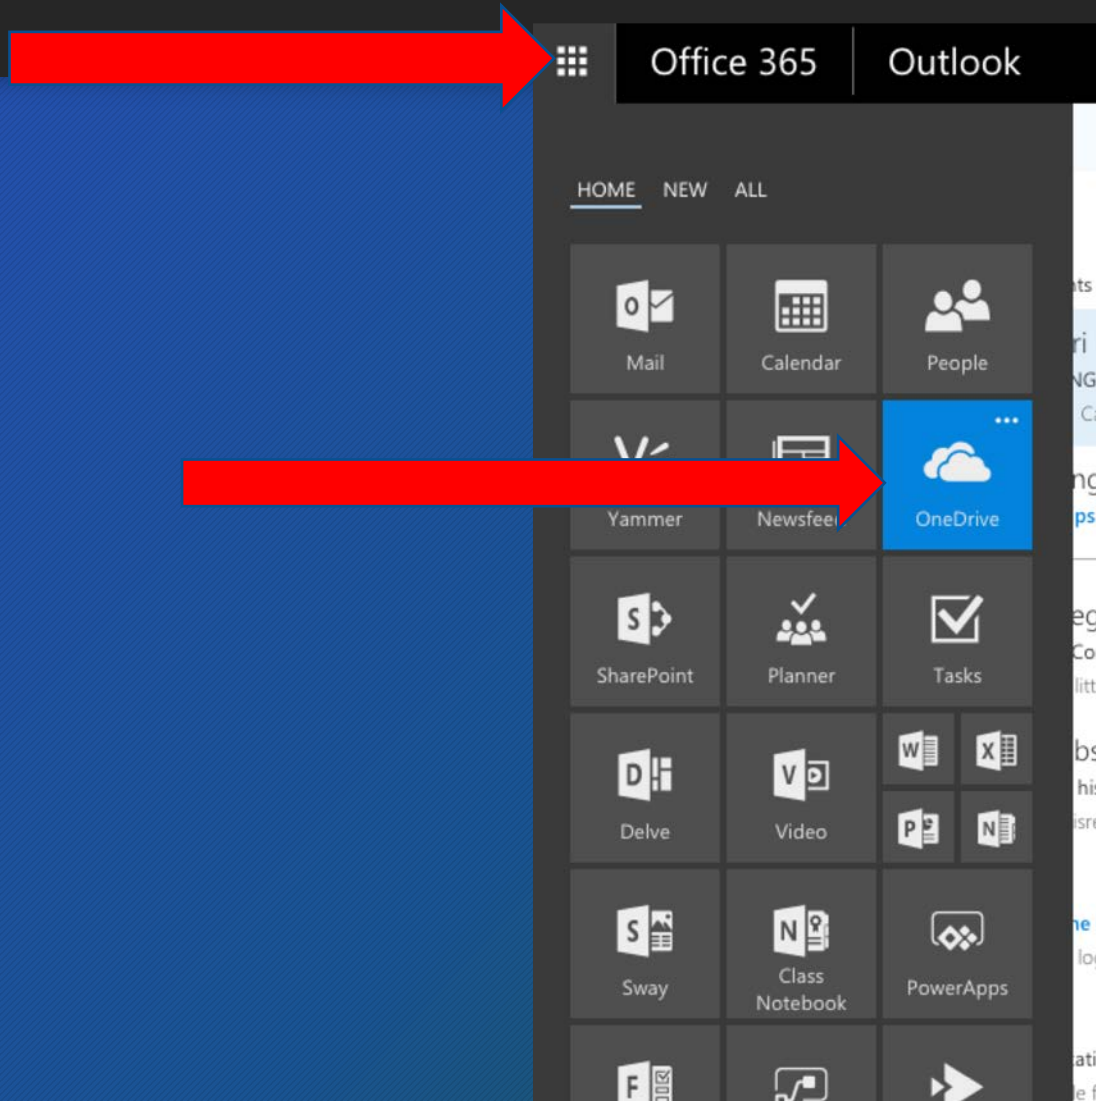 Office 365 Outlook
HOME NEW ALL
O
Mail
Calendar
People
Yammer
Newsfeed
OneDrive
S
SharePoint
Planner
Tasks
D
Delve
V
Video
W
X
P
N
S
Sway
N
Class
Notebook
PowerApps
F